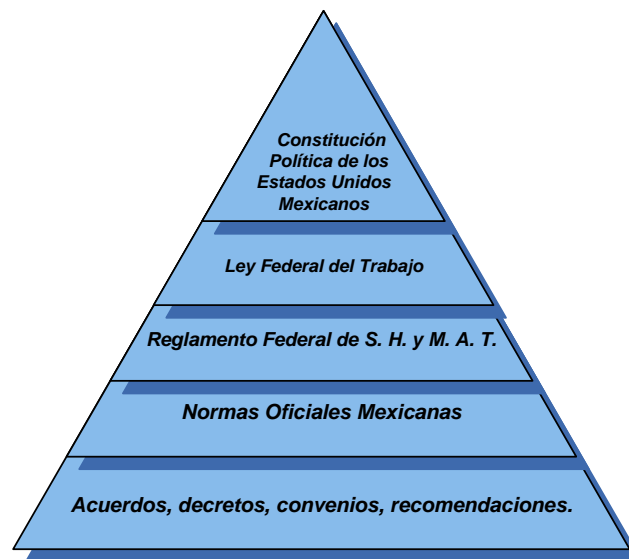 Constitución
Política de los
Estados Unidos
Mexicanos
Ley Federal del Trabajo
Reglamento Federal de S. H. y M. A. T.
Normas Oficiales Mexicanas
Acuerdos, decretos, convenios, recomendaciones.